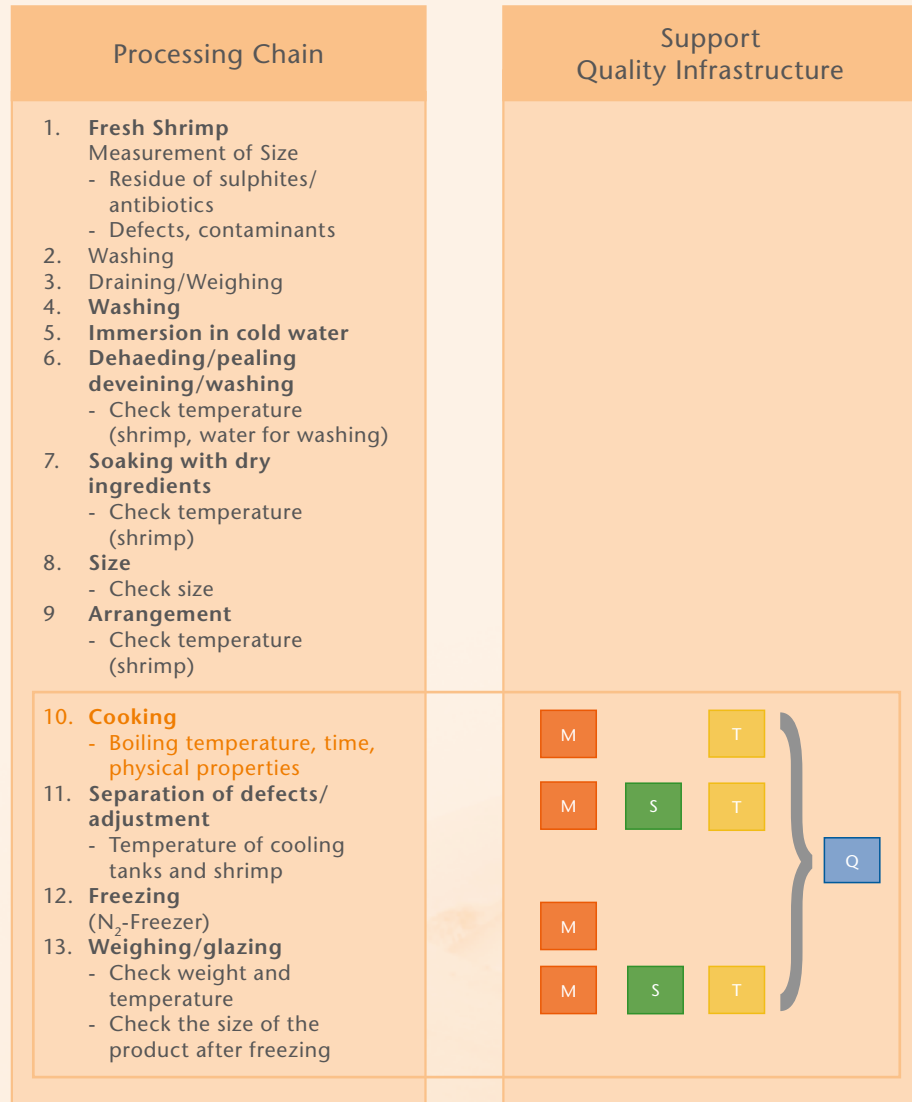 Processing Chain
Support
Quality Infrastructure
1. Fresh Shrimp
Measurement of Size
- Residue of sulphites/
antibiotics
- Defects, contaminants
2. Washing
3. Draining/Weighing
4. Washing
5. Immersion in cold water
6. Dehaeding/pealing
deveining/washing
- Check temperature
(shrimp, water for washing)
7. Soaking with dry
ingredients
- Check temperature
(shrimp)
8. Size
- Check size
9 Arrangement
- Check temperature
(shrimp)
10. Cooking
- Boiling temperature, time,
physical properties
11. Separation of defects/
adjustment
- Temperature of cooling
tanks and shrimp
12. Freezing
(N₂-Freezer)
13. Weighing/glazing
- Check weight and
temperature
- Check the size of the
product after freezing
M T
M S T
M
M S T
Q